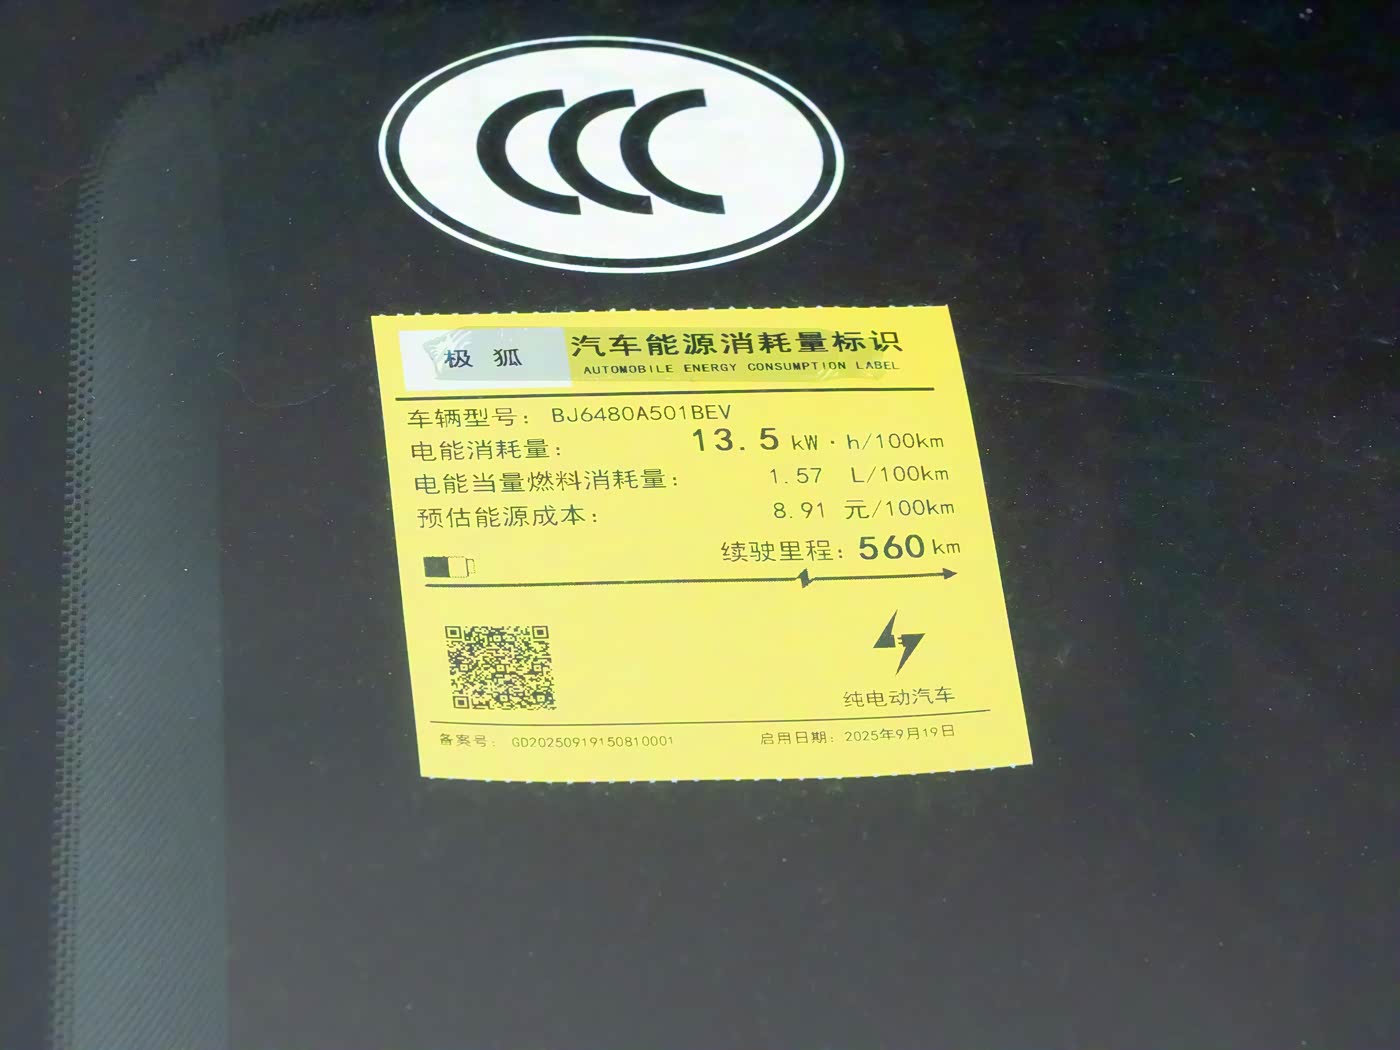 CCC
极 狐
汽车能源消耗量标识
AUTOMOBILE ENERGY CONSUMPTION LABEL
车辆型号: BJ6480A501BEV
电能消耗量: 13.5 kW·h/100km
电能当量燃料消耗量: 1.57 L/100km
预估能源成本: 8.91 元/100km
续驶里程: 560 km
纯电动汽车
备案号: GD20250919150810001 启用日期: 2025年9月19日